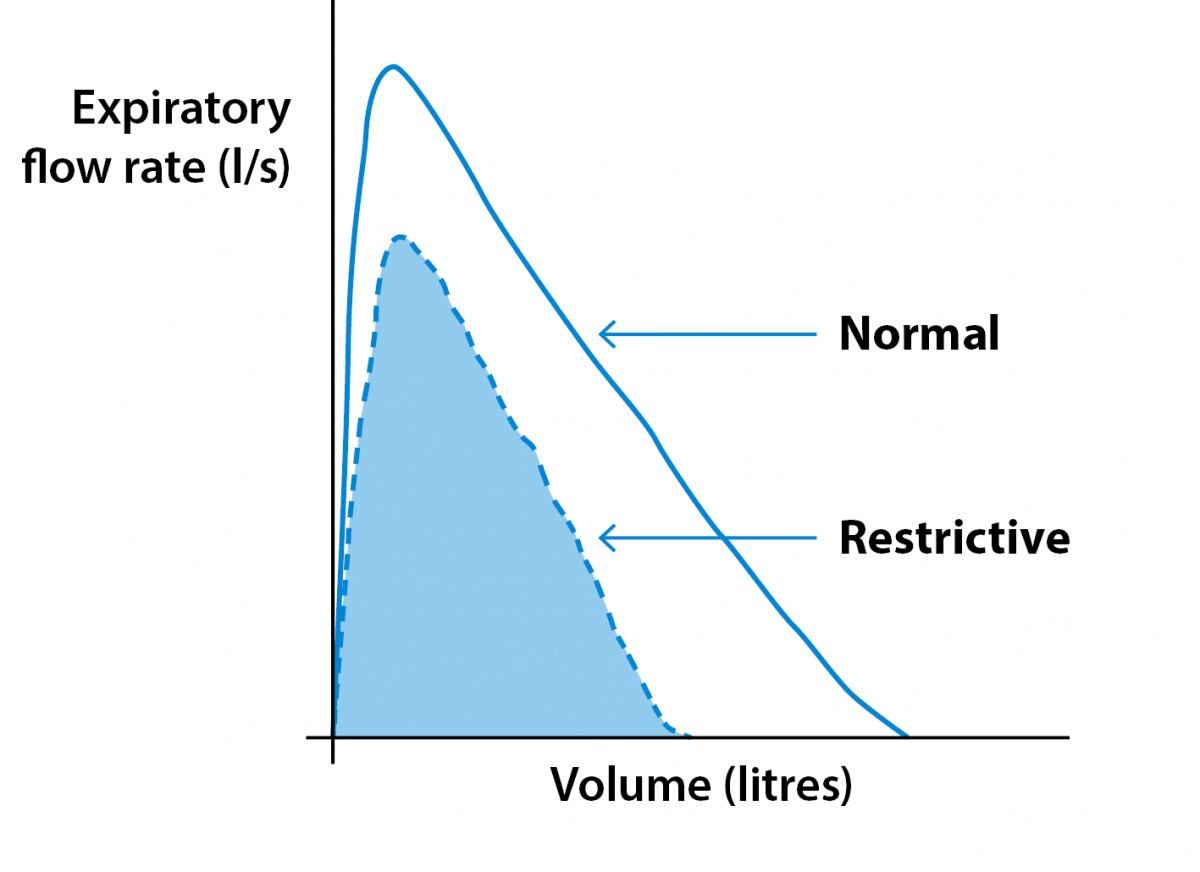 Expiratory
flow rate (l/s)
Normal
Restrictive
Volume (litres)